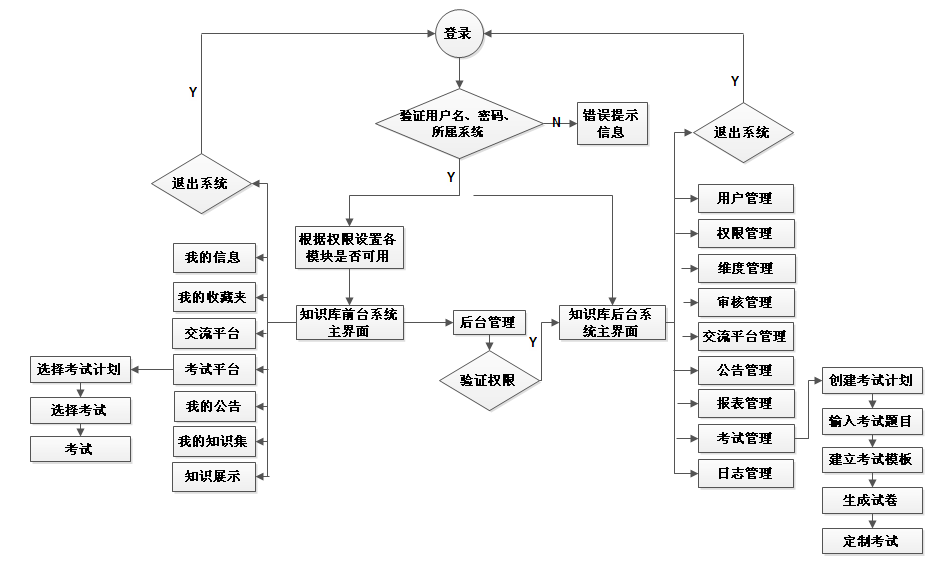 登录
Y
Y
验证用户名、密码、
所属系统
N
错误提示
信息
退出系统
退出系统
Y
根据权限设置各
模块是否可用
我的信息
我的收藏夹
交流平台
考试平台
我的公告
我的知识集
知识展示
选择考试计划
选择考试
考试
知识库前台系统
主界面
后台管理
验证权限
Y
知识库后台系
统主界面
用户管理
权限管理
维度管理
审核管理
交流平台管理
公告管理
报表管理
考试管理
日志管理
创建考试计划
输入考试题目
建立考试模板
生成试卷
定制考试